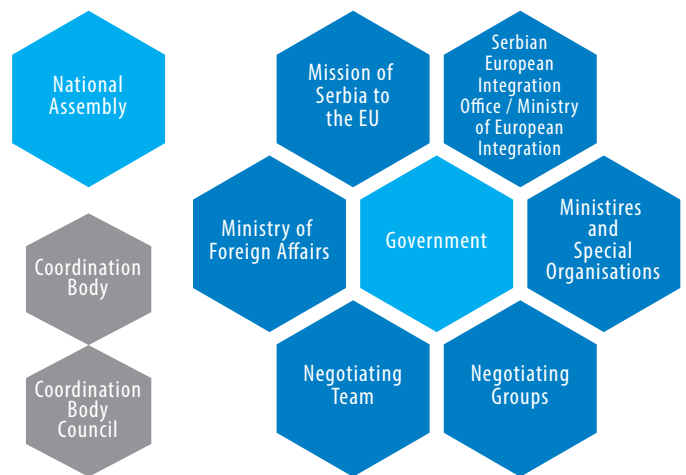 National
Assembly
Mission of
Serbia to
the EU
Serbian
European
Integration
Office / Ministry
of European
Integration
Ministry of
Foreign Affairs
Government
Ministires
and
Special
Organisations
Coordination
Body
Coordination
Body
Council
Negotiating
Team
Negotiating
Groups